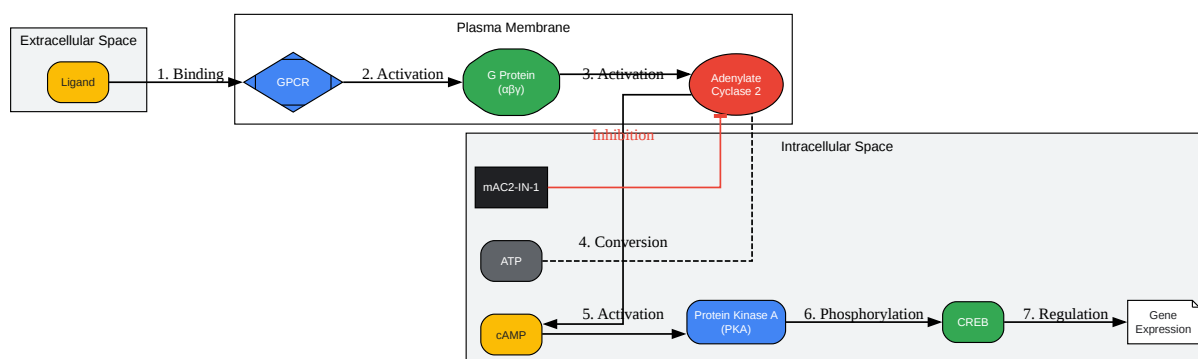 Extracellular Space
Plasma Membrane
Ligand
1. Binding
GPCR
2. Activation
G Protein
(αβγ)
3. Activation
Adenylate
Cyclase 2
Inhibition
Intracellular Space
mAC2-IN-1
4. Conversion
ATP
cAMP
5. Activation
Protein Kinase A
(PKA)
6. Phosphorylation
CREB
7. Regulation
Gene
Expression